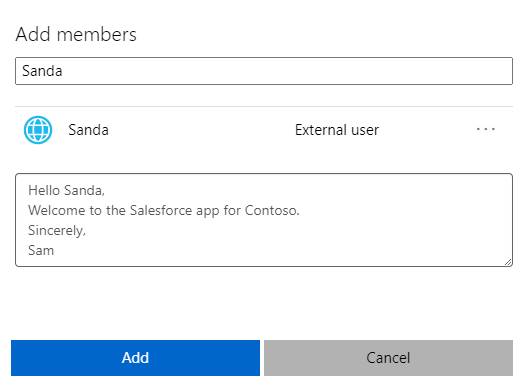 Add members
Sanda
Sanda External user ...
Hello Sanda,
Welcome to the Salesforce app for Contoso.
Sincerely,
Sam
Add Cancel